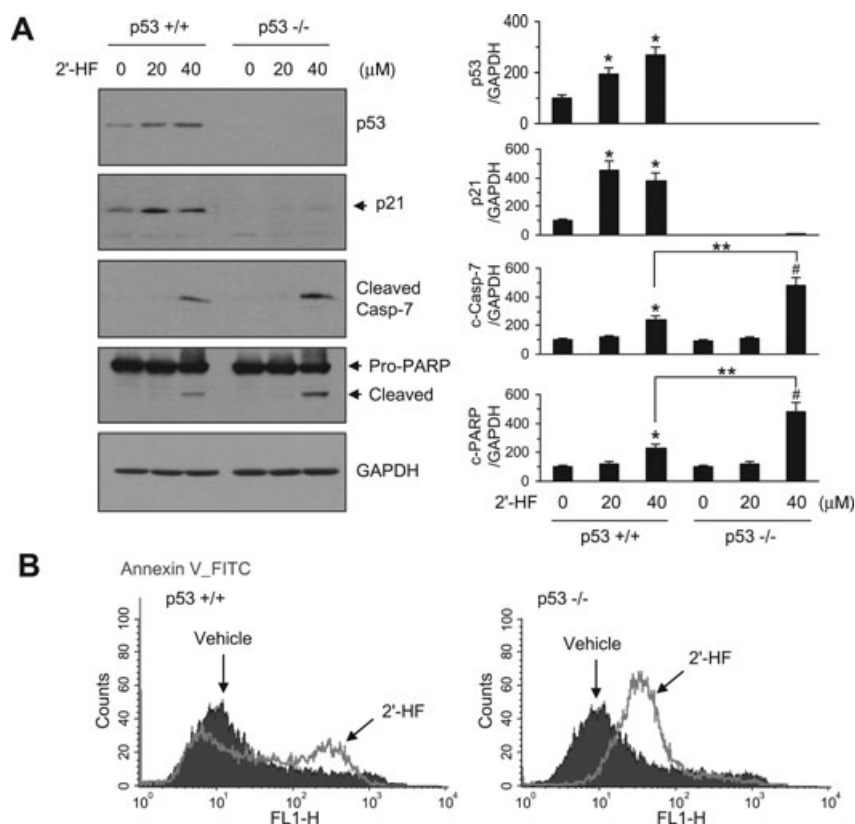 A
p53 +/+ p53 -/-
2'-HF 0 20 40 0 20 40 (μM)
p53
p21
Cleaved
Casp-7
Pro-PARP
Cleaved
GAPDH
p53
/GAPDH
400
200
0
* *
p21
/GAPDH
600
400
200
0
* *
c-Casp-7
/GAPDH
600
400
200
0
* ** #
c-PARP
/GAPDH
600
400
200
0
* ** #
2'-HF 0 20 40 0 20 40 (μM)
p53 +/+ p53 -/-
B
Annexin V_FITC
p53 +/+
Vehicle
2'-HF
Counts
100
80
60
40
20
0
10⁰ 10¹ 10² 10³ 10⁴
FL1-H
p53 -/-
Vehicle
2'-HF
Counts
100
80
60
40
20
0
10⁰ 10¹ 10² 10³ 10⁴
FL1-H